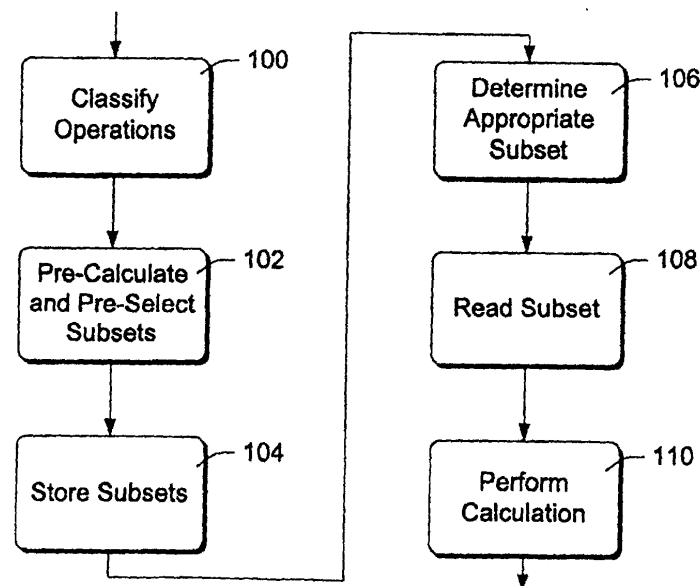 100
Classify
Operations
102
Pre-Calculate
and Pre-Select
Subsets
104
Store Subsets
106
Determine
Appropriate
Subset
108
Read Subset
110
Perform
Calculation